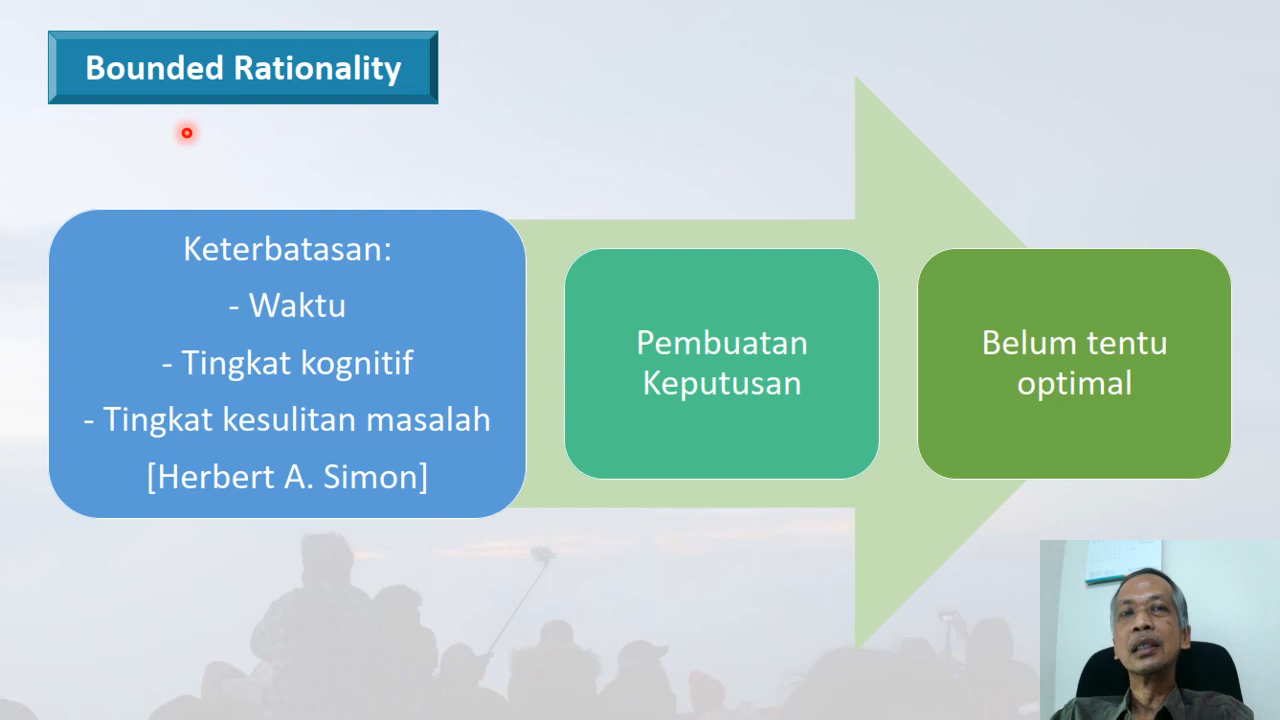 Bounded Rationality
Keterbatasan:
- Waktu
- Tingkat kognitif
- Tingkat kesulitan masalah
[Herbert A. Simon]
Pembuatan
Keputusan
Belum tentu
optimal